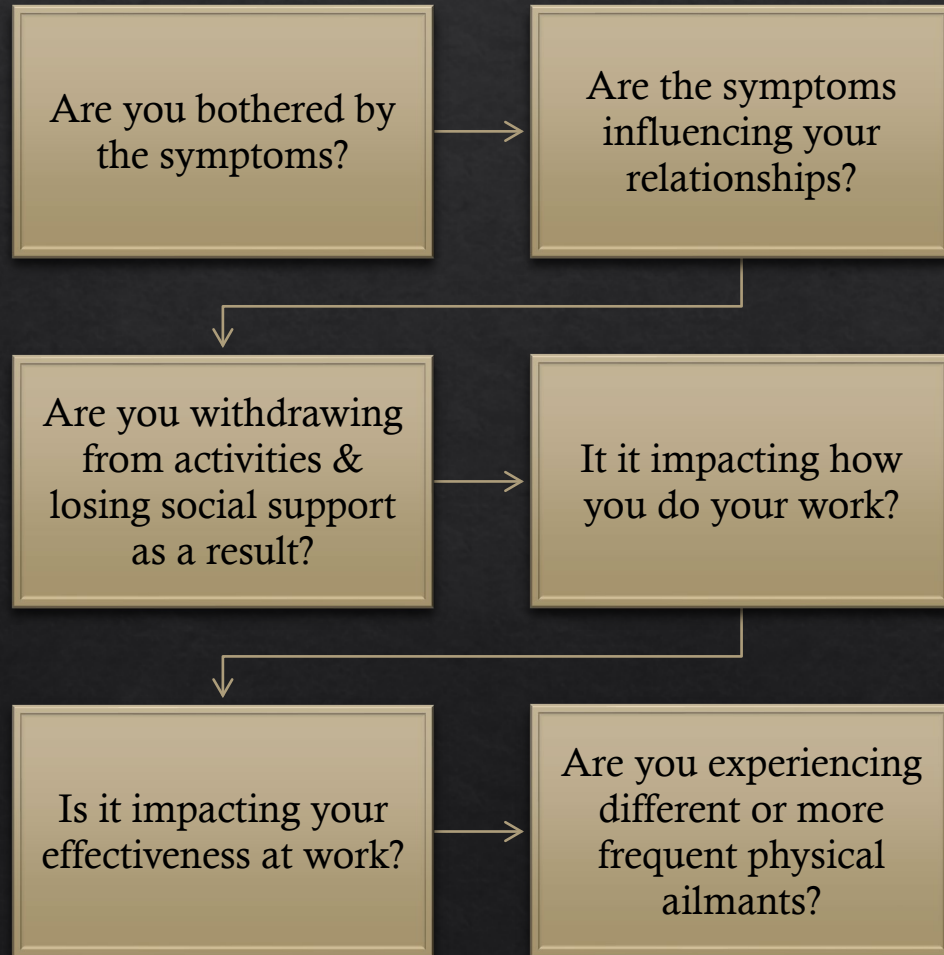 Are you bothered by
the symptoms?
Are the symptoms
influencing your
relationships?
Are you withdrawing
from activities &
losing social support
as a result?
It it impacting how
you do your work?
Is it impacting your
effectiveness at work?
Are you experiencing
different or more
frequent physical
ailmants?